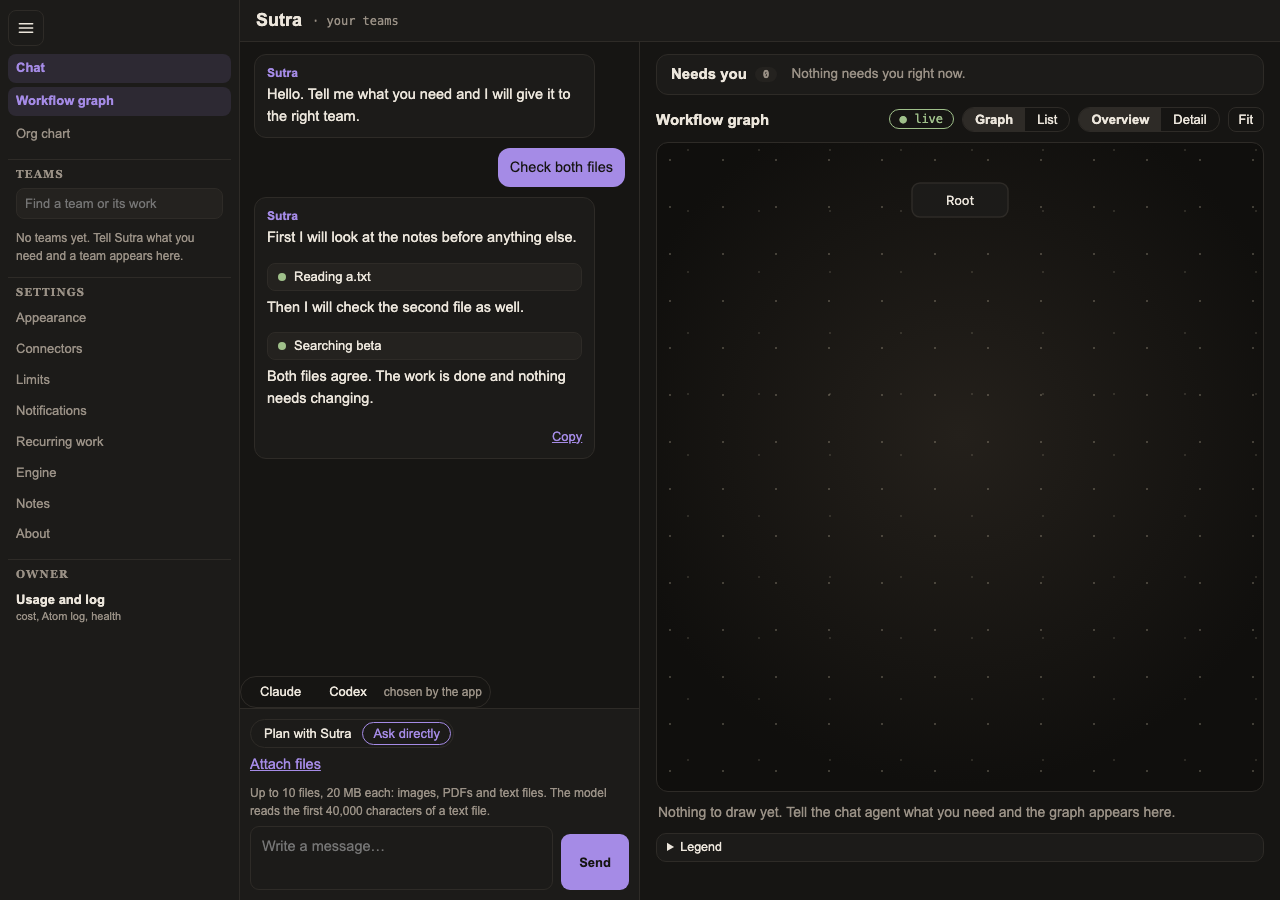 Chat
Workflow graph
Org chart
TEAMS
Find a team or its work
No teams yet. Tell Sutra what you
need and a team appears here.
SETTINGS
Appearance
Connectors
Limits
Notifications
Recurring work
Engine
Notes
About
OWNER
Usage and log
cost, Atom log, health
Sutra · your teams
Sutra
Hello. Tell me what you need and I will give it to
the right team.
Check both files
Sutra
First I will look at the notes before anything else.
Reading a.txt
Then I will check the second file as well.
Searching beta
Both files agree. The work is done and nothing
needs changing.
Copy
Claude Codex chosen by the app
Plan with Sutra Ask directly
Attach files
Up to 10 files, 20 MB each: images, PDFs and text files. The model
reads the first 40,000 characters of a text file.
Write a message…
Send
Needs you 0 Nothing needs you right now.
Workflow graph live Graph List Overview Detail Fit
Root
Nothing to draw yet. Tell the chat agent what you need and the graph appears here.
Legend